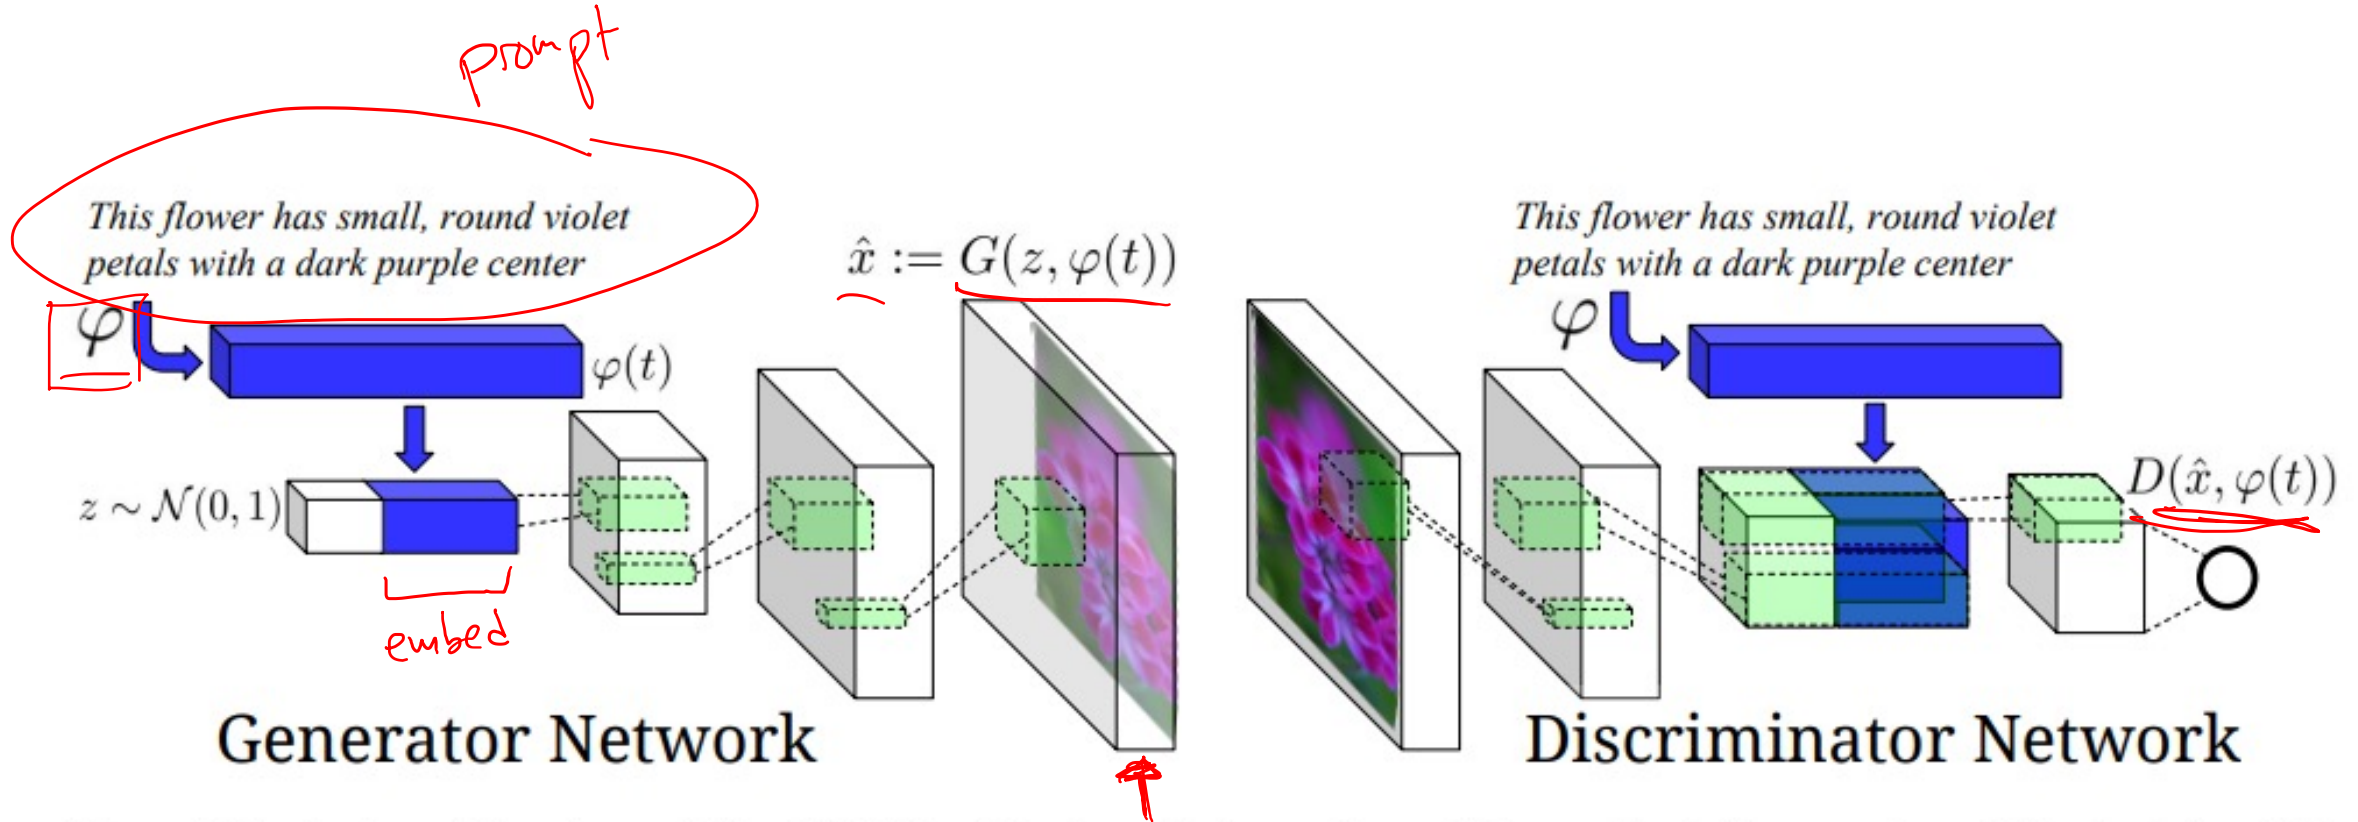 prompt
This flower has small, round violet
petals with a dark purple center
φ
φ(t)
z ~ N(0, 1)
embed
x̂ := G(z, φ(t))
Generator Network
This flower has small, round violet
petals with a dark purple center
φ
D(x̂, φ(t))
Discriminator Network